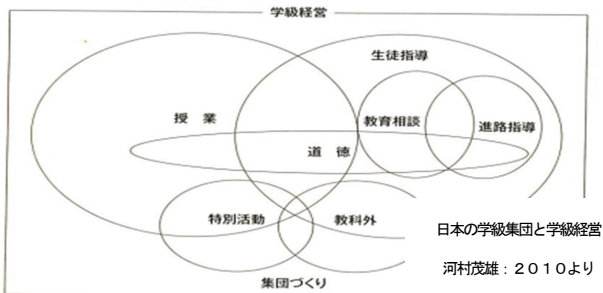 学級経営
生徒指導
授 業
教育相談
進路指導
道 徳
特別活動
教科外
集団づくり
日本の学級集団と学級経営
河村茂雄：２０１０より